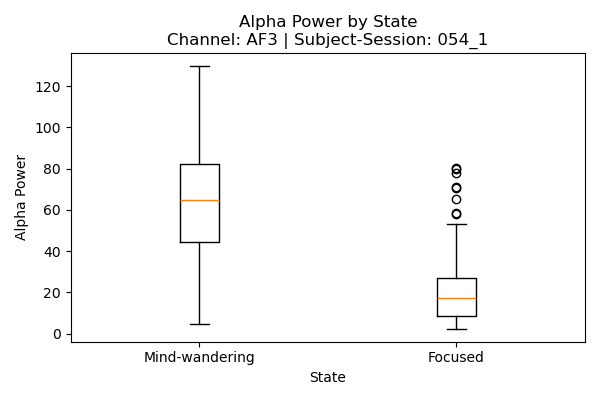 Alpha Power by State
Channel: AF3 | Subject-Session: 054_1
Alpha Power
120
100
80
60
40
20
0
Mind-wandering
Focused
State